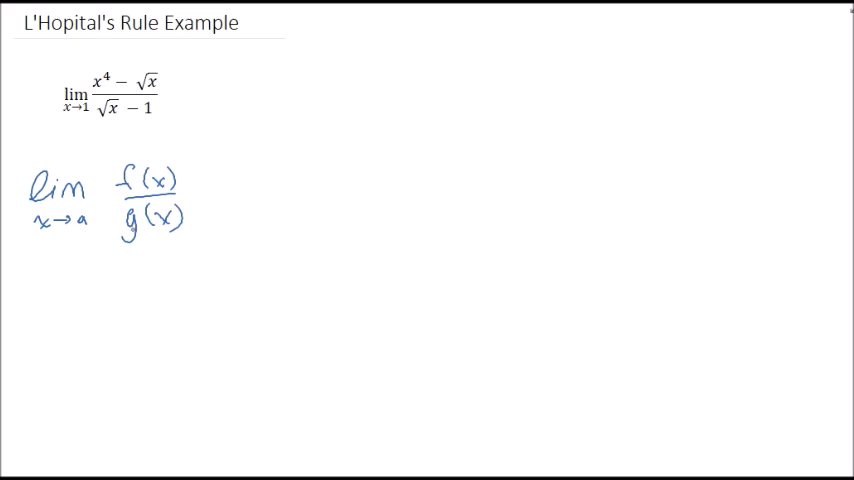 L'Hopital's Rule Example
lim x→1 (x⁴ − √x) / (√x − 1)
lim x→a f(x) / g(x)